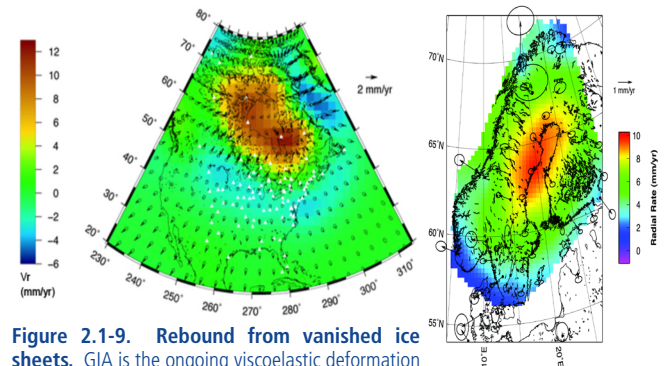 80°
70°
60°
50°
40°
30°
20°
230°
240°
250°
260°
270°
280°
290°
300°
310°
12
10
8
6
4
2
0
−2
−4
−6
Vr
(mm/yr)
2 mm/yr
70°N
65°N
60°N
55°N
20°E
1 mm/yr
10
8
6
4
2
0
Radial Rate (mm/yr)
Figure 2.1-9. Rebound from vanished ice
sheets. GIA is the ongoing viscoelastic deformation